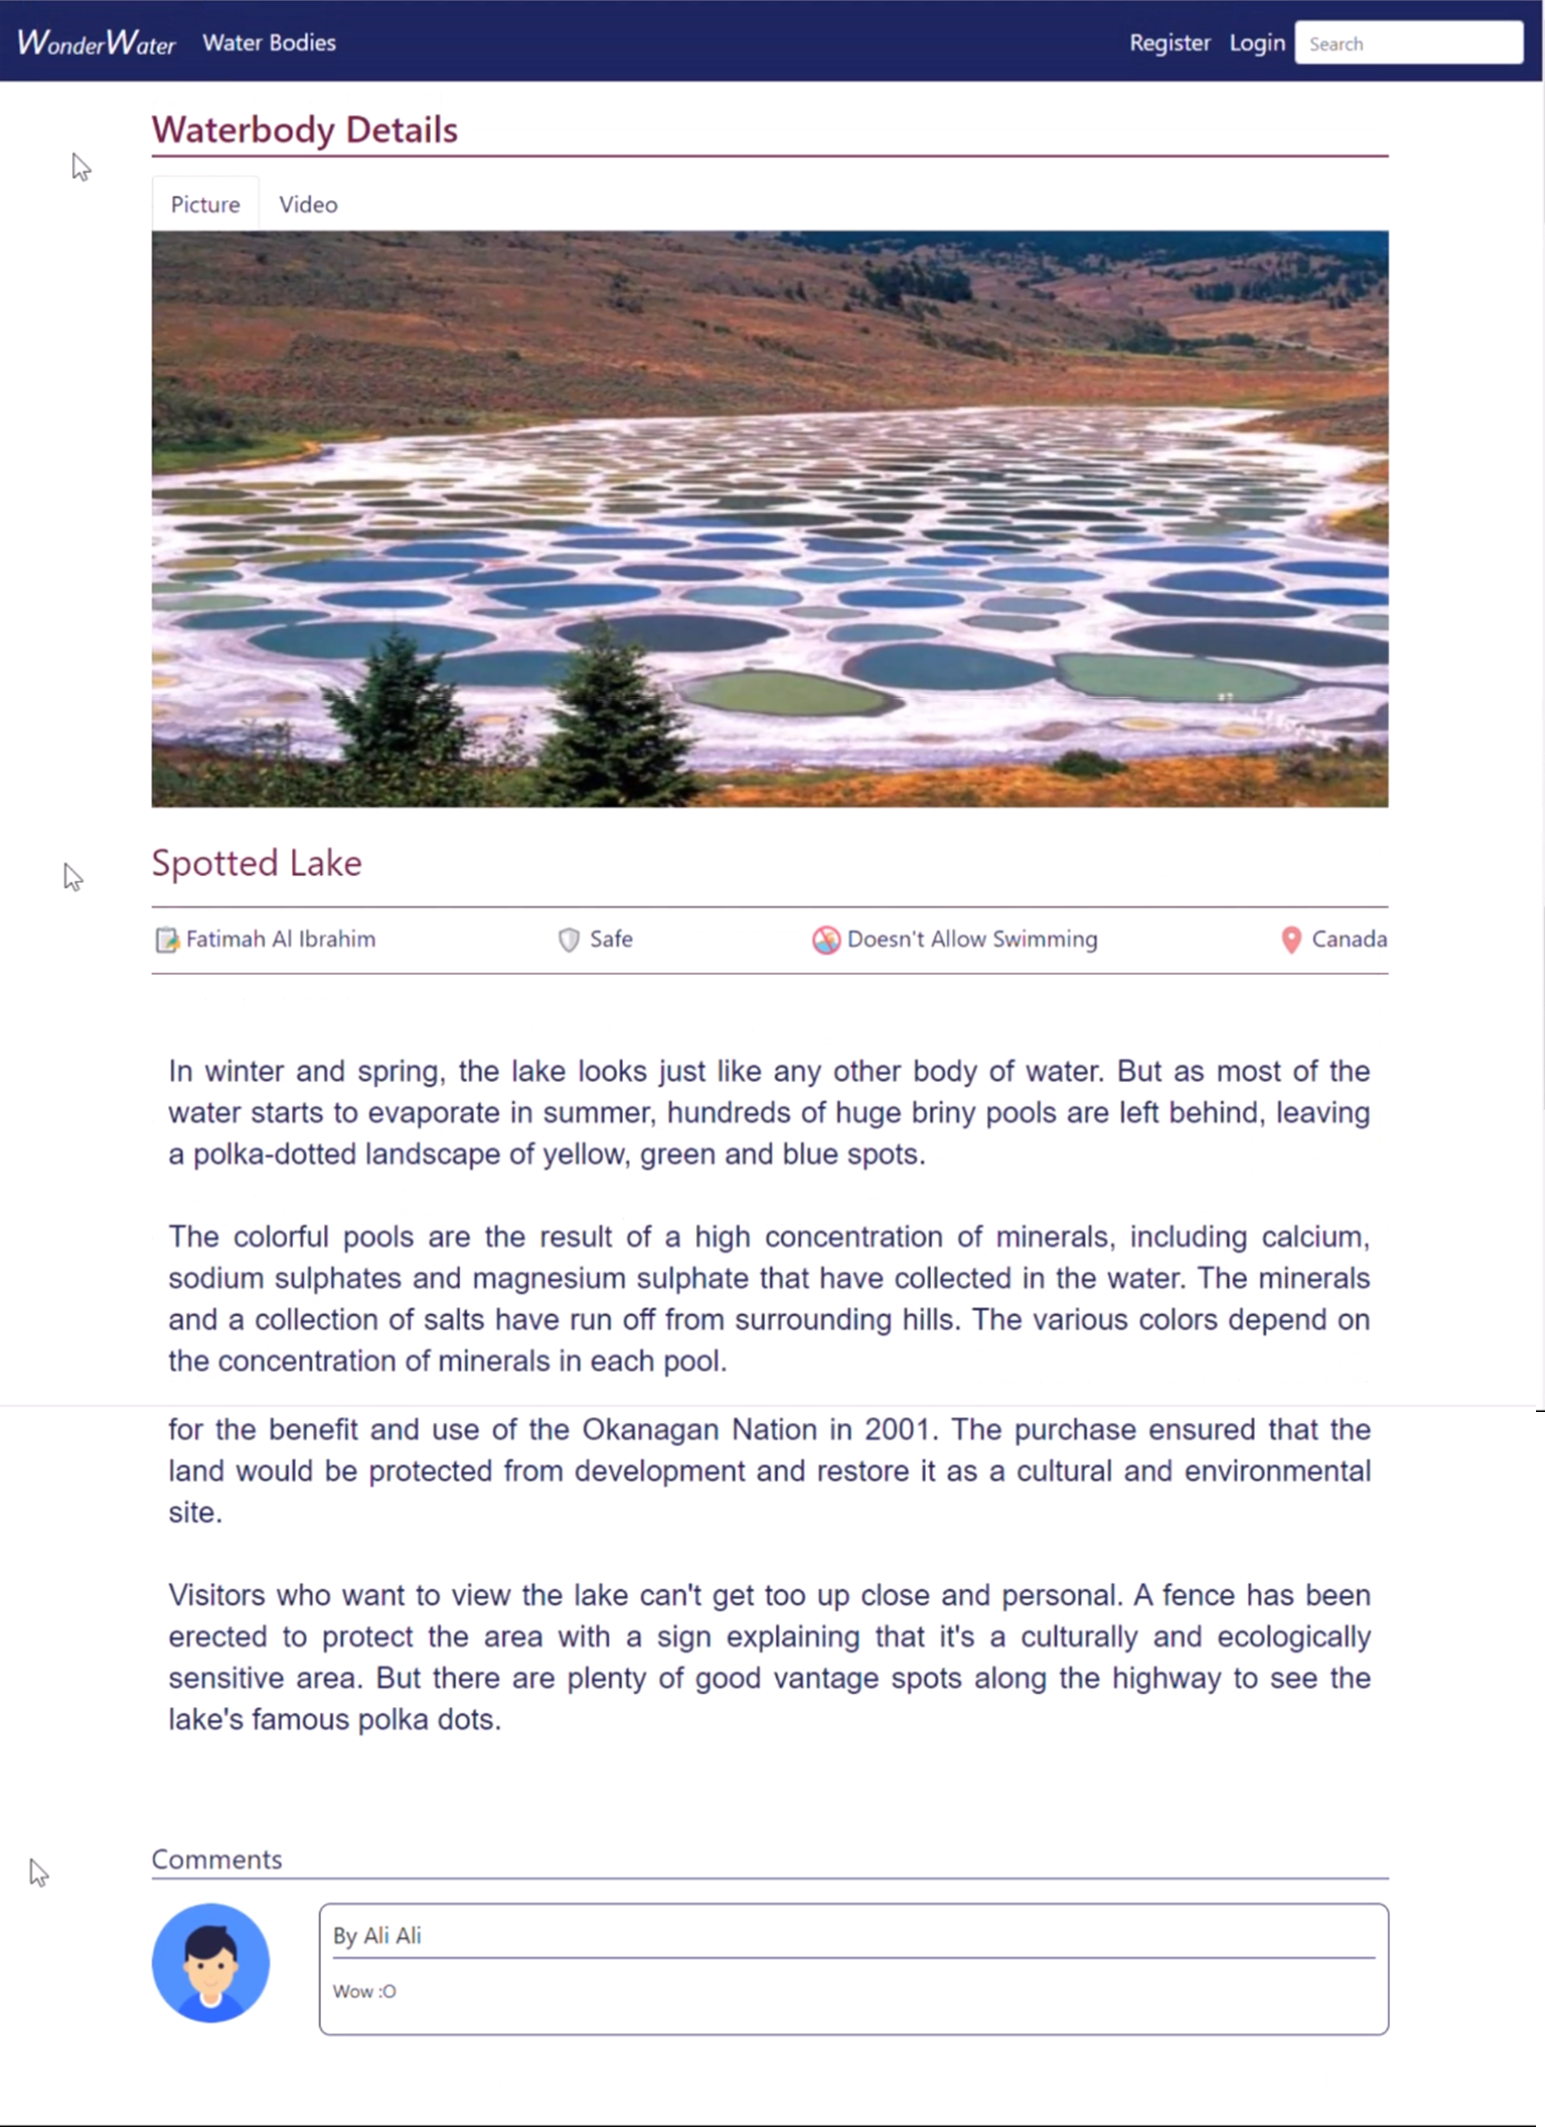 WonderWater Water Bodies Register Login Search
Waterbody Details
Picture Video
Spotted Lake
Fatimah Al Ibrahim Safe Doesn't Allow Swimming Canada
In winter and spring, the lake looks just like any other body of water. But as most of the
water starts to evaporate in summer, hundreds of huge briny pools are left behind, leaving
a polka-dotted landscape of yellow, green and blue spots.
The colorful pools are the result of a high concentration of minerals, including calcium,
sodium sulphates and magnesium sulphate that have collected in the water. The minerals
and a collection of salts have run off from surrounding hills. The various colors depend on
the concentration of minerals in each pool.
for the benefit and use of the Okanagan Nation in 2001. The purchase ensured that the
land would be protected from development and restore it as a cultural and environmental
site.
Visitors who want to view the lake can't get too up close and personal. A fence has been
erected to protect the area with a sign explaining that it's a culturally and ecologically
sensitive area. But there are plenty of good vantage spots along the highway to see the
lake's famous polka dots.
Comments
By Ali Ali
Wow :O